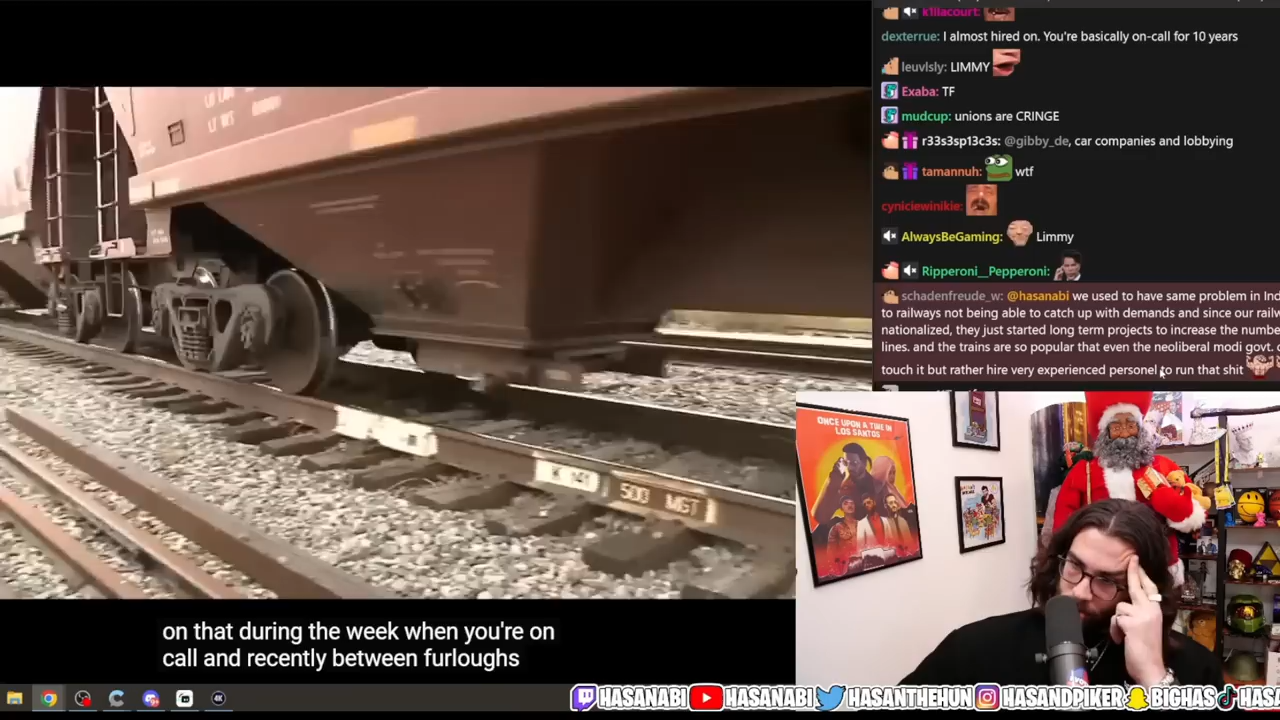 k1llacourt:
dexterrue: I almost hired on. You're basically on-call for 10 years
leuvlsly: LIMMY
Exaba: TF
mudcup: unions are CRINGE
r33s3sp13c3s: @gibby_de, car companies and lobbying
tamannuh: wtf
cyniciewinikie:
AlwaysBeGaming: Limmy
Ripperoni__Pepperoni:
schadenfreude_w: @hasanabi we used to have same problem in Ind
to railways not being able to catch up with demands and since our railw
nationalized, they just started long term projects to increase the numbe
lines. and the trains are so popular that even the neoliberal modi govt.
touch it but rather hire very experienced personel to run that shit
500 MGT
ONCE UPON A TIME IN
LOS SANTOS
on that during the week when you're on
call and recently between furloughs
HASANABI HASANABI HASANTHEHUN HASANDPIKER BIGHAS HASA